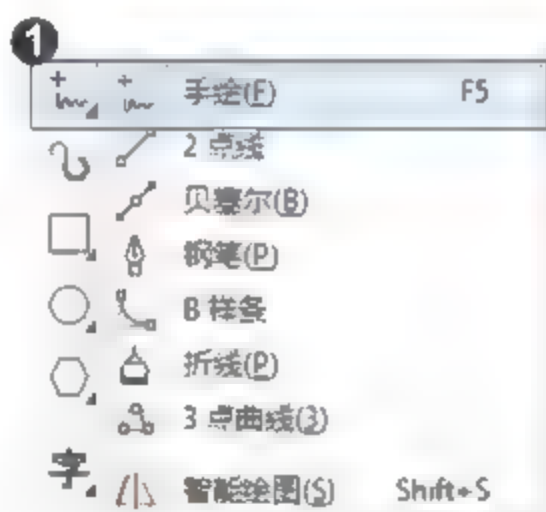 1
手绘(F) F5
2 点线
贝塞尔(B)
钢笔(P)
B 样条
折线(P)
3 点曲线(3)
字 智能绘图(S) Shift+S